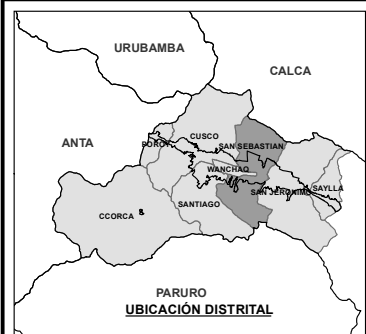 URUBAMBA
CALCA
ANTA
CUSCO
POROY
SAN SEBASTIAN
WANCHAQ
SAN JERONIMO
SAYLLA
SANTIAGO
CCORCA
PARURO
UBICACIÓN DISTRITAL